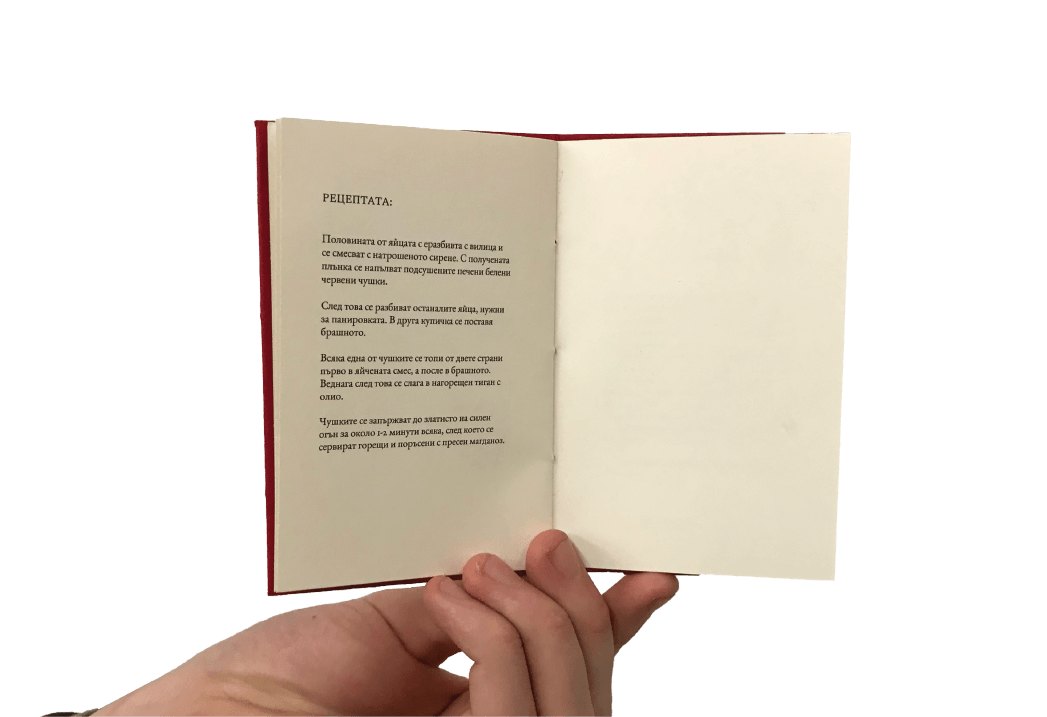 РЕЦЕПТАТА:
Половината от яйцата с еразбивта с вилица и
се смесват с натрошеното сирене. С получената
плънка се напълват подсушените печени белени
червени чушки.
След това се разбиват останалите яйца, нужни
за панировката. В друга купичка се поставя
брашното.
Всяка една от чушките се топи от двете страни
първо в яйчената смес, а после в брашното.
Веднага след това се слага в нагорещен тиган с
олио.
Чушките се запържват до златисто на силен
огън за около 1-2 минути всява, след което се
сервират горещи и поръсени с пресен магданоз.